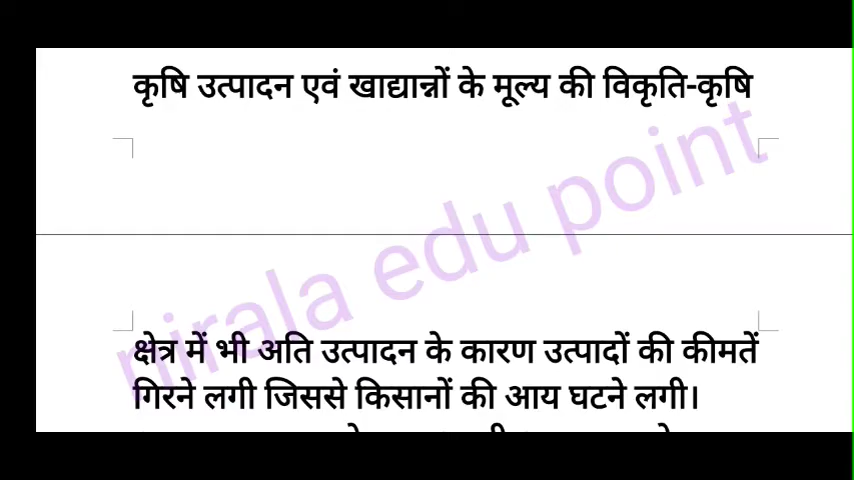 कृषि उत्पादन एवं खाद्यान्नों के मूल्य की विकृति-कृषि
nirala edu point
क्षेत्र में भी अति उत्पादन के कारण उत्पादों की कीमतें
गिरने लगी जिससे किसानों की आय घटने लगी।